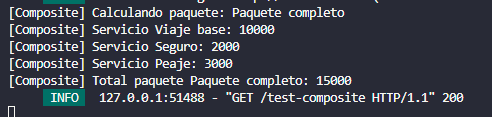 [Composite] Calculando paquete: Paquete completo
[Composite] Servicio Viaje base: 10000
[Composite] Servicio Seguro: 2000
[Composite] Servicio Peaje: 3000
[Composite] Total paquete Paquete completo: 15000
INFO 127.0.0.1:51488 - "GET /test-composite HTTP/1.1" 200